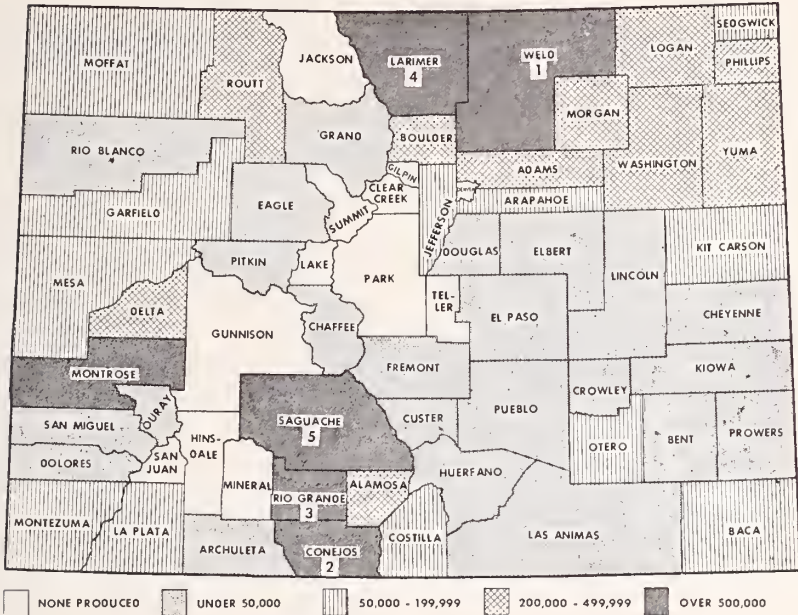 SEDGWICK
MOFFAT
JACKSON
LARIMER
4
WELD
1
LOGAN
PHILLIPS
ROUTT
MORGAN
GRAND
BOULDER
RIO BLANCO
GILPIN
ADAMS
WASHINGTON
YUMA
CLEAR
CREEK
ARAPAHOE
GARFIELD
EAGLE
SUMMIT
JEFFERSON
DOUGLAS
ELBERT
KIT CARSON
PITKIN
LAKE
PARK
LINCOLN
MESA
TEL-
LER
DELTA
EL PASO
CHEYENNE
GUNNISON
CHAFFEE
FREMONT
MONTROSE
KIOWA
CROWLEY
OURAY
SAGUACHE
5
CUSTER
PUEBLO
SAN MIGUEL
HINS-
DALE
OTERO
BENT
PROWERS
DOLORES
SAN
JUAN
HUERFANO
MINERAL
RIO GRANDE
3
ALAMOSA
MONTEZUMA
LA PLATA
ARCHULETA
CONEJOS
2
COSTILLA
LAS ANIMAS
BACA
NONE PRODUCED
UNDER 50,000
50,000 - 199,999
200,000 - 499,999
OVER 500,000